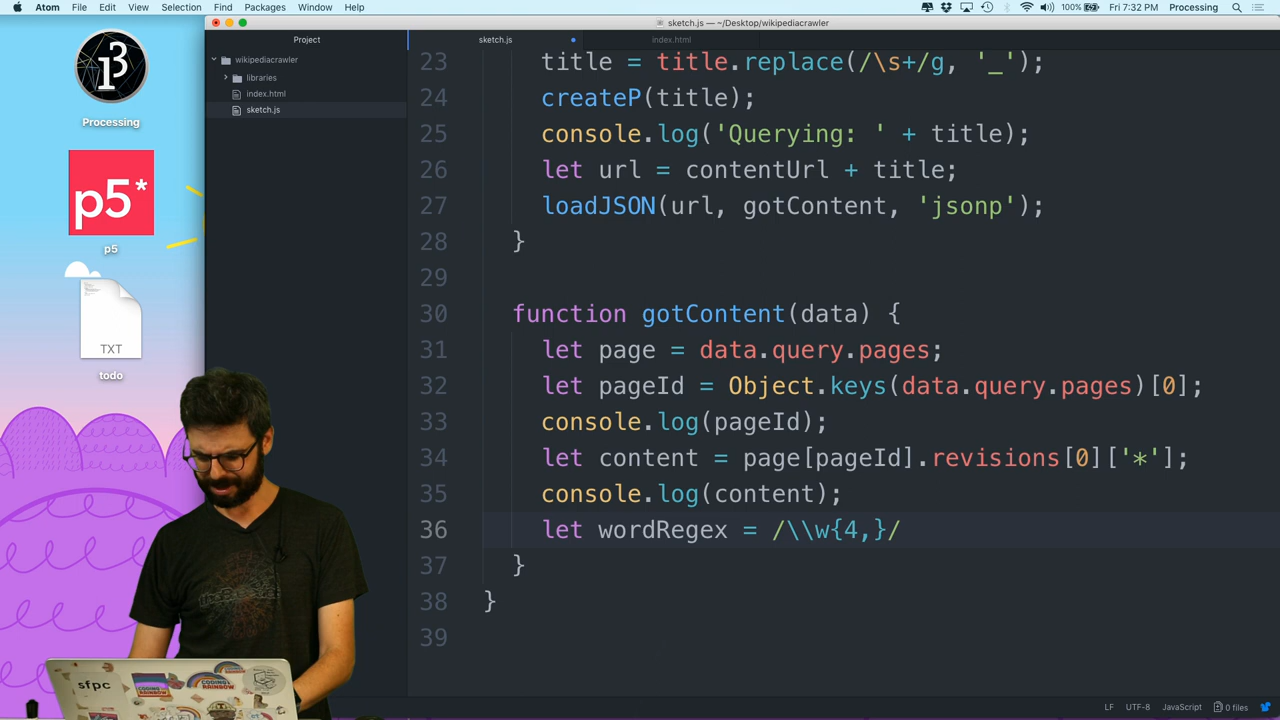 Atom File Edit View Selection Find Packages Window Help
100% Fri 7:32 PM Processing
sketch.js — ~/Desktop/wikipediacrawler
Project
sketch.js
index.html
wikipediacrawler
libraries
index.html
sketch.js
Processing
p5*
p5
TXT
todo
23 title = title.replace(/\s+/g, '_');
24 createP(title);
25 console.log('Querying: ' + title);
26 let url = contentUrl + title;
27 loadJSON(url, gotContent, 'jsonp');
28 }
29
30 function gotContent(data) {
31 let page = data.query.pages;
32 let pageId = Object.keys(data.query.pages)[0];
33 console.log(pageId);
34 let content = page[pageId].revisions[0]['*'];
35 console.log(content);
36 let wordRegex = /\\w{4,}/
37 }
38 }
39
sfpc
CODING RAINBOW
LF UTF-8 JavaScript 0 files